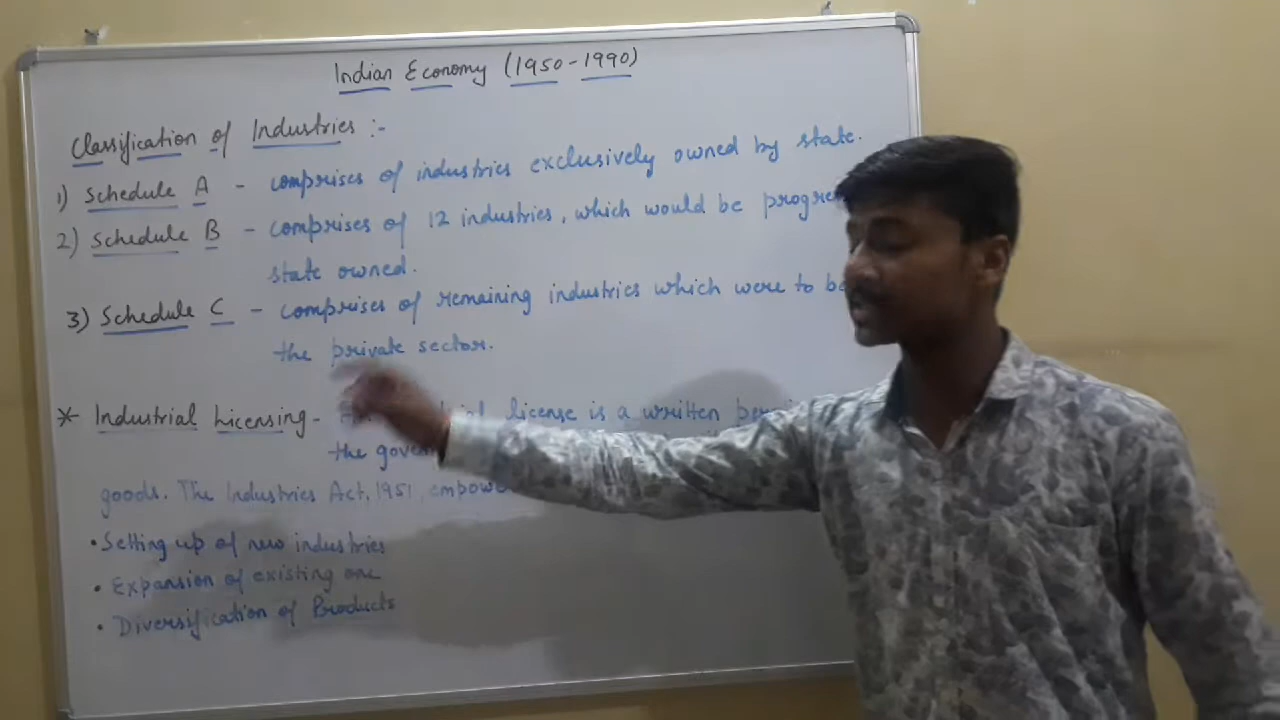 Indian Economy (1950-1990)
Classification of Industries :-
1) Schedule A - comprises of industries exclusively owned by state.
2) Schedule B - comprises of 12 industries, which would be
state owned.
3) Schedule C - comprises of remaining industries which were to
the private sector.
* Industrial Licensing - license is a written
the
goods. The Industries Act, 1951
• Setting up of new industries
• Expansion of existing one
• Diversification of Products